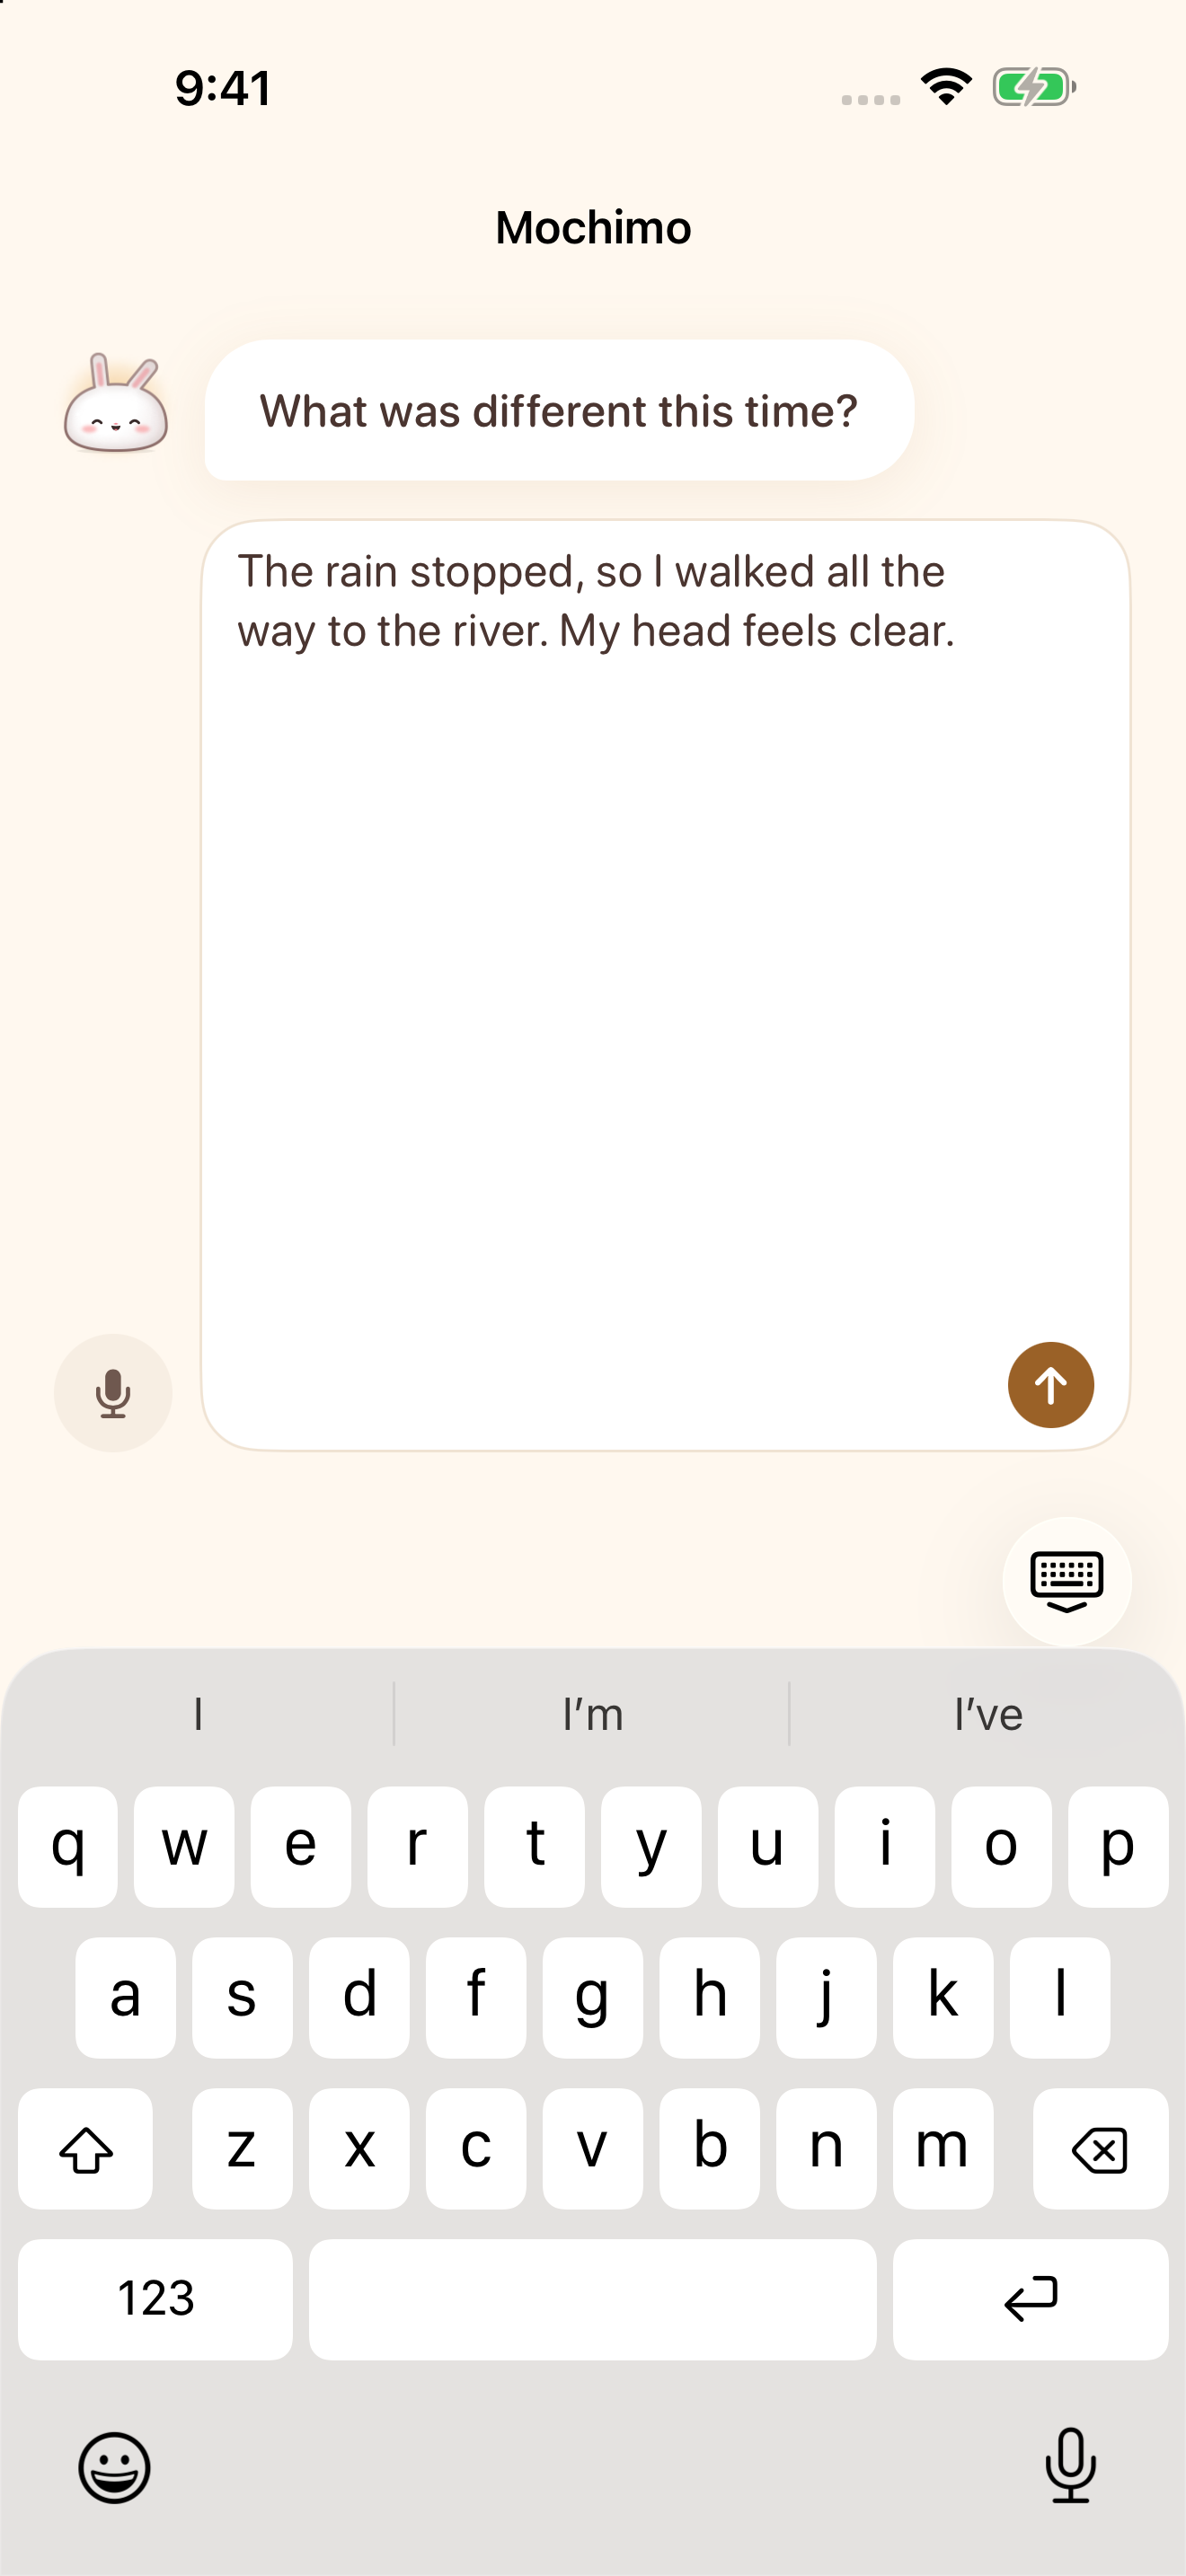 9:41
Mochimo
What was different this time?
The rain stopped, so I walked all the
way to the river. My head feels clear.
I
I’m
I’ve
q w e r t y u i o p
a s d f g h j k l
z x c v b n m
123